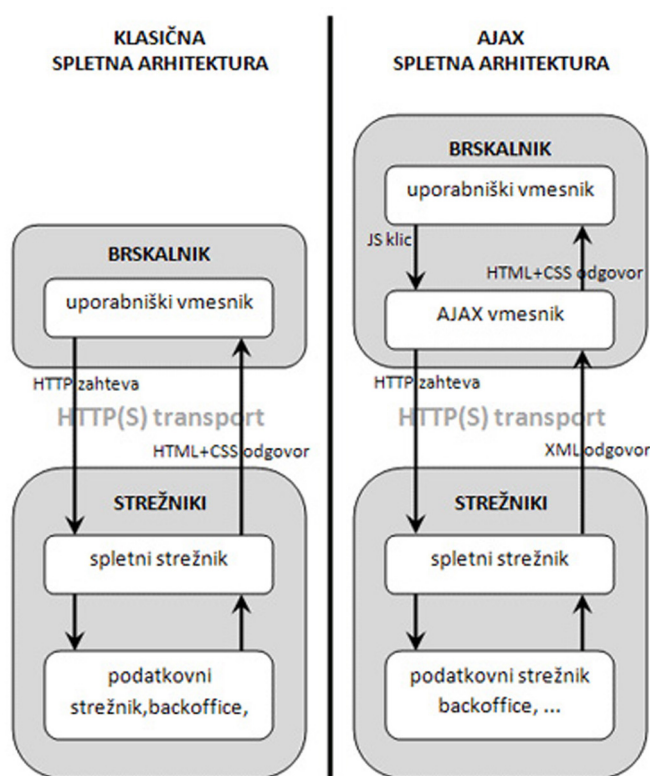 KLASIČNA
SPLETNA ARHITEKTURA
BRSKALNIK
uporabniški vmesnik
HTTP zahteva
HTTP(S) transport
HTML+CSS odgovor
STREŽNIKI
spletni strežnik
podatkovni
strežnik,backoffice,
AJAX
SPLETNA ARHITEKTURA
BRSKALNIK
uporabniški vmesnik
JS klic
HTML+CSS odgovor
AJAX vmesnik
HTTP zahteva
HTTP(S) transport
XML odgovor
STREŽNIKI
spletni strežnik
podatkovni strežnik
backoffice, ...